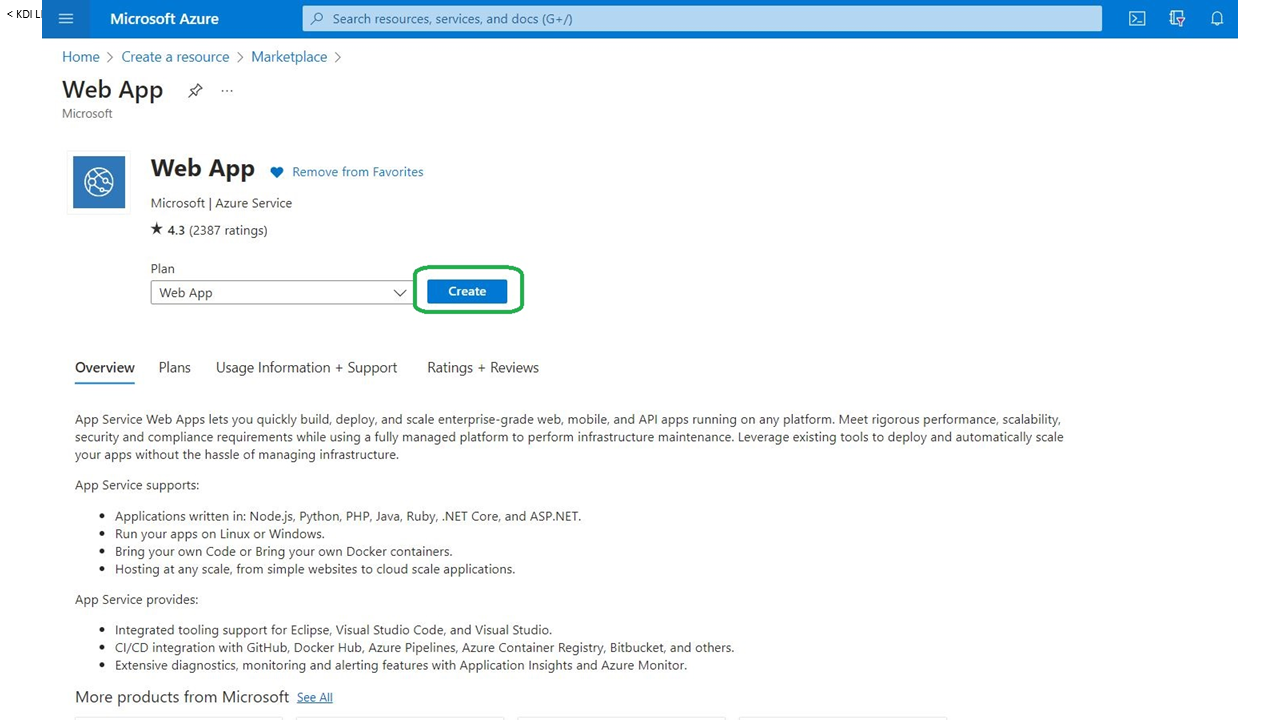 < KDI L
Microsoft Azure
Search resources, services, and docs (G+/)
Home > Create a resource > Marketplace >
Web App ...
Microsoft
Web App Remove from Favorites
Microsoft | Azure Service
★ 4.3 (2387 ratings)
Plan
Web App Create
Overview Plans Usage Information + Support Ratings + Reviews
App Service Web Apps lets you quickly build, deploy, and scale enterprise-grade web, mobile, and API apps running on any platform. Meet rigorous performance, scalability,
security and compliance requirements while using a fully managed platform to perform infrastructure maintenance. Leverage existing tools to deploy and automatically scale
your apps without the hassle of managing infrastructure.
App Service supports:
• Applications written in: Node.js, Python, PHP, Java, Ruby, .NET Core, and ASP.NET.
• Run your apps on Linux or Windows.
• Bring your own Code or Bring your own Docker containers.
• Hosting at any scale, from simple websites to cloud scale applications.
App Service provides:
• Integrated tooling support for Eclipse, Visual Studio Code, and Visual Studio.
• CI/CD integration with GitHub, Docker Hub, Azure Pipelines, Azure Container Registry, Bitbucket, and others.
• Extensive diagnostics, monitoring and alerting features with Application Insights and Azure Monitor.
More products from Microsoft See All